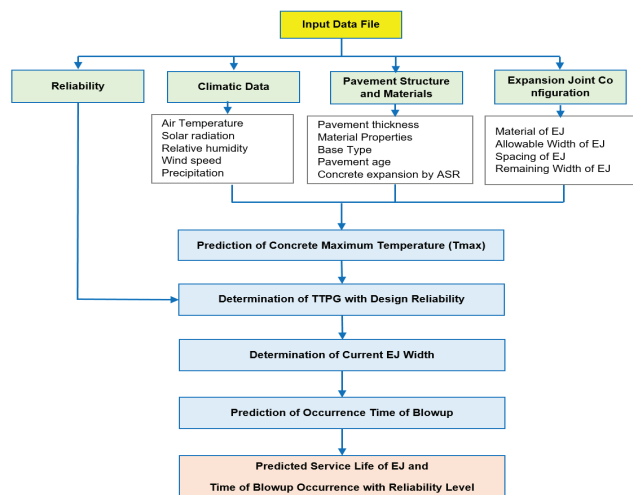 Input Data File
Reliability
Climatic Data
Pavement Structure
and Materials
Expansion Joint Co
nfiguration
Air Temperature
Solar radiation
Relative humidity
Wind speed
Precipitation
Pavement thickness
Material Properties
Base Type
Pavement age
Concrete expansion by ASR
Material of EJ
Allowable Width of EJ
Spacing of EJ
Remaining Width of EJ
Prediction of Concrete Maximum Temperature (Tmax)
Determination of TTPG with Design Reliability
Determination of Current EJ Width
Prediction of Occurrence Time of Blowup
Predicted Service Life of EJ and
Time of Blowup Occurrence with Reliability Level